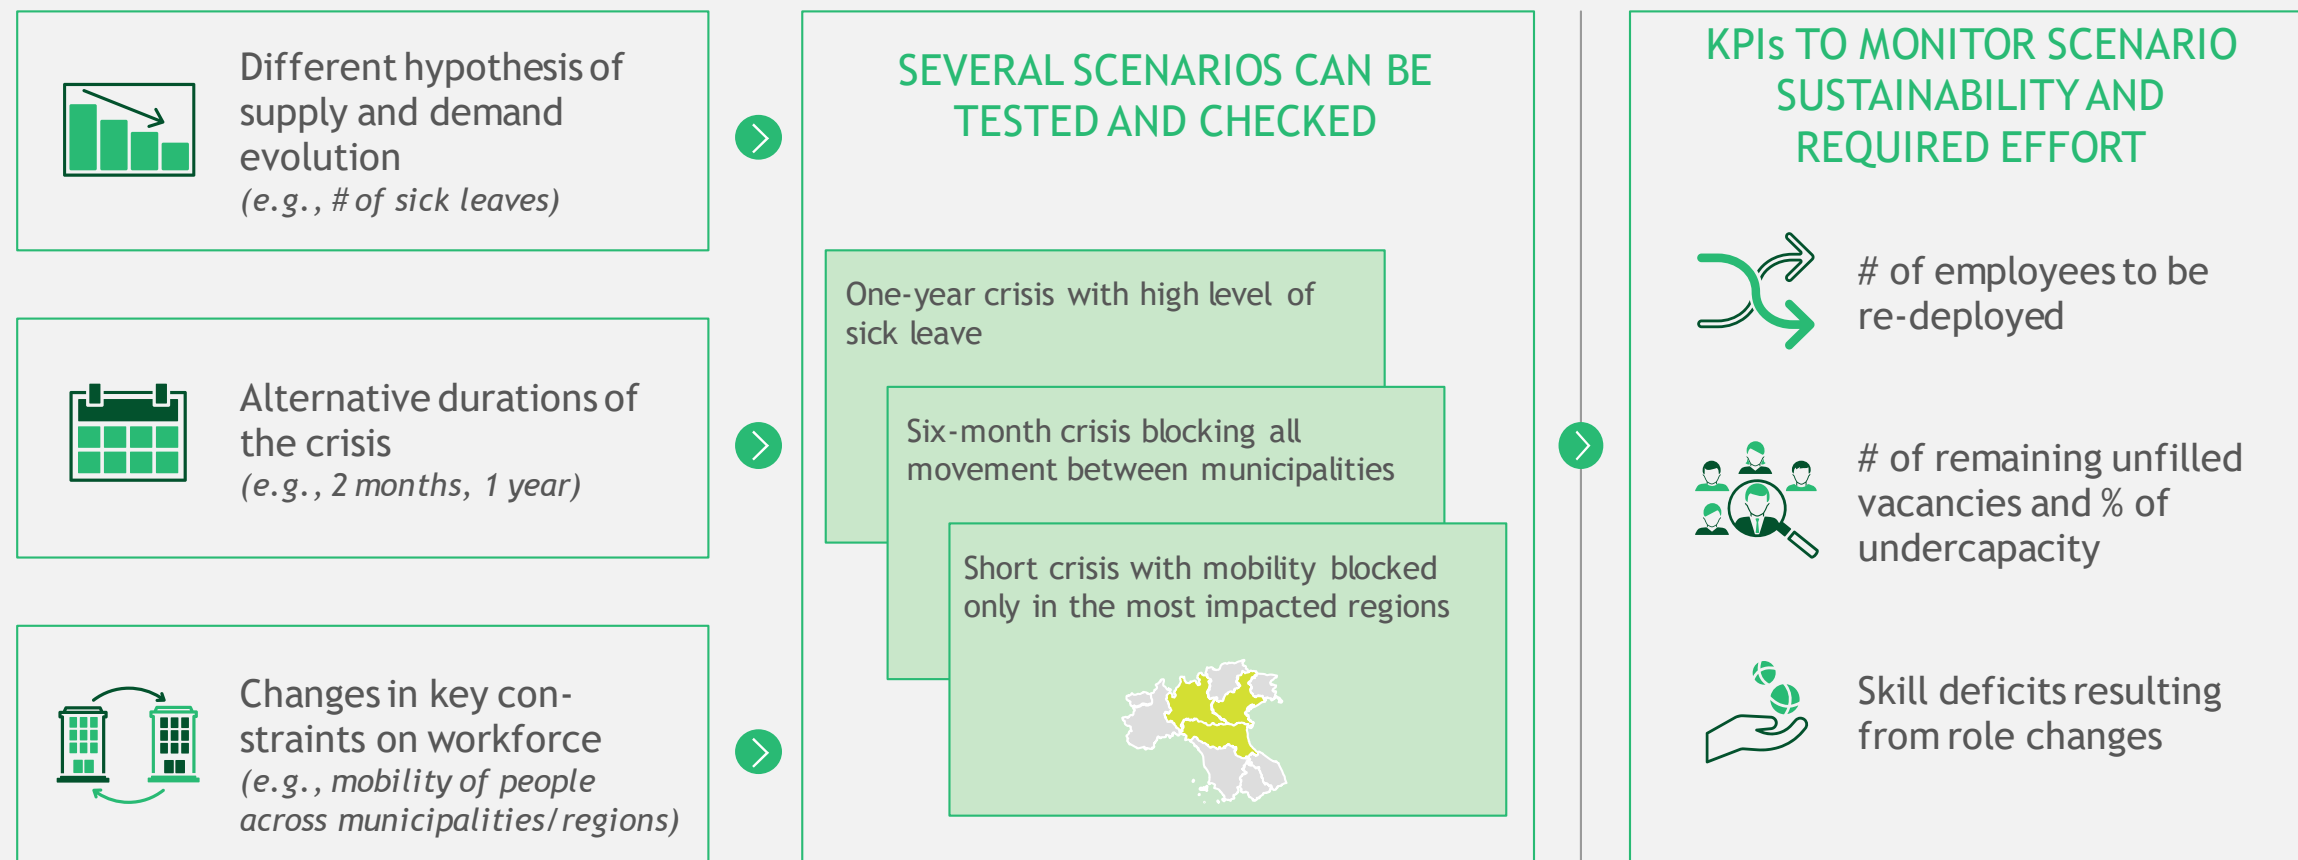 Different hypothesis of
supply and demand
evolution
(e.g., # of sick leaves)
Alternative durations of
the crisis
(e.g., 2 months, 1 year)
Changes in key con-
straints on workforce
(e.g., mobility of people
across municipalities/regions)
SEVERAL SCENARIOS CAN BE
TESTED AND CHECKED
One-year crisis with high level of
sick leave
Six-month crisis blocking all
movement between municipalities
Short crisis with mobility blocked
only in the most impacted regions
KPIs TO MONITOR SCENARIO
SUSTAINABILITY AND
REQUIRED EFFORT
# of employees to be
re-deployed
# of remaining unfilled
vacancies and % of
undercapacity
Skill deficits resulting
from role changes